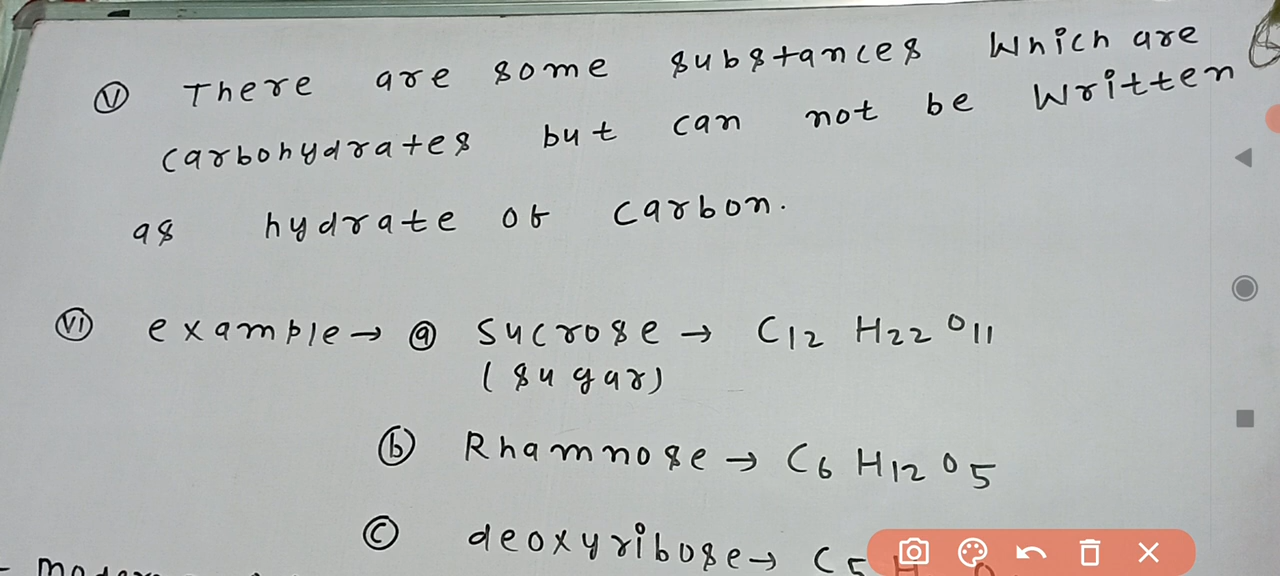 (V) There are some substances which are
carbohydrates but can not be written
as hydrate of carbon.
(VI) example → (a) Sucrose → C12 H22 O11
(sugar)
(b) Rhamnose → C6 H12 O5
(c) deoxyribose → C5 H